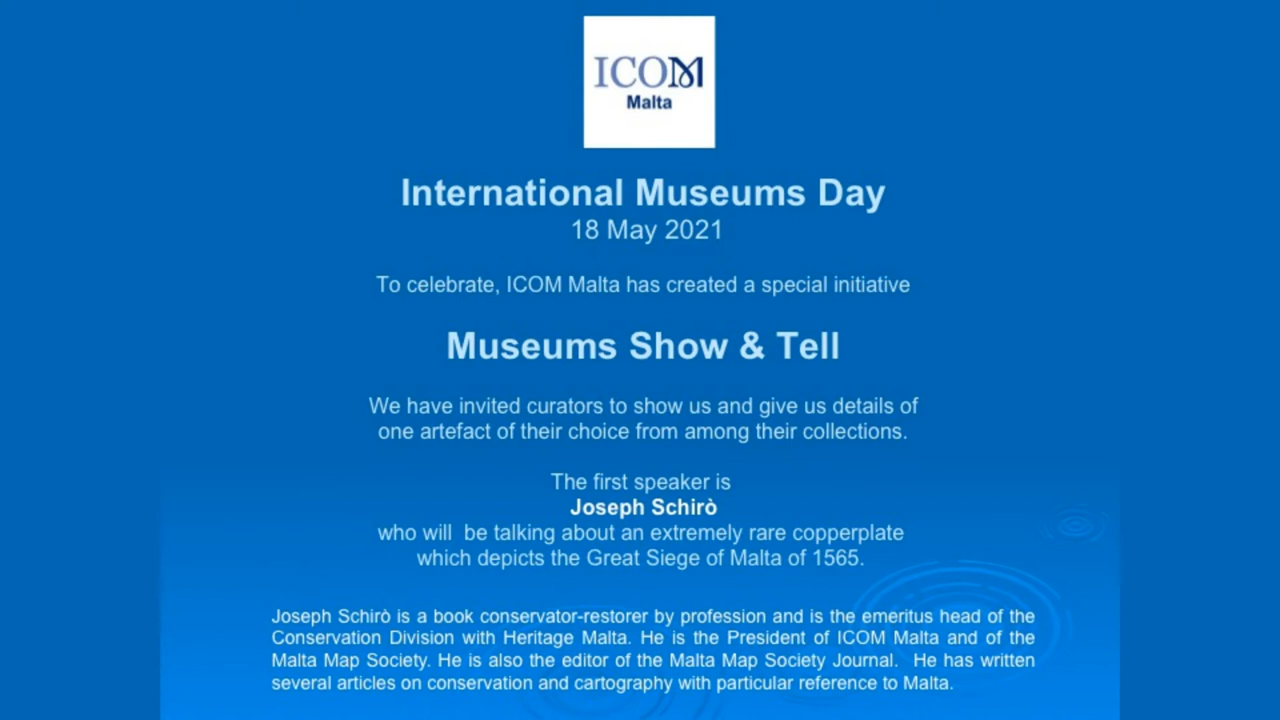 ICOM
Malta
International Museums Day
18 May 2021
To celebrate, ICOM Malta has created a special initiative
Museums Show & Tell
We have invited curators to show us and give us details of
one artefact of their choice from among their collections.
The first speaker is
Joseph Schirò
who will  be talking about an extremely rare copperplate
which depicts the Great Siege of Malta of 1565.
Joseph Schirò is a book conservator-restorer by profession and is the emeritus head of the
Conservation Division with Heritage Malta. He is the President of ICOM Malta and of the
Malta Map Society. He is also the editor of the Malta Map Society Journal.  He has written
several articles on conservation and cartography with particular reference to Malta.